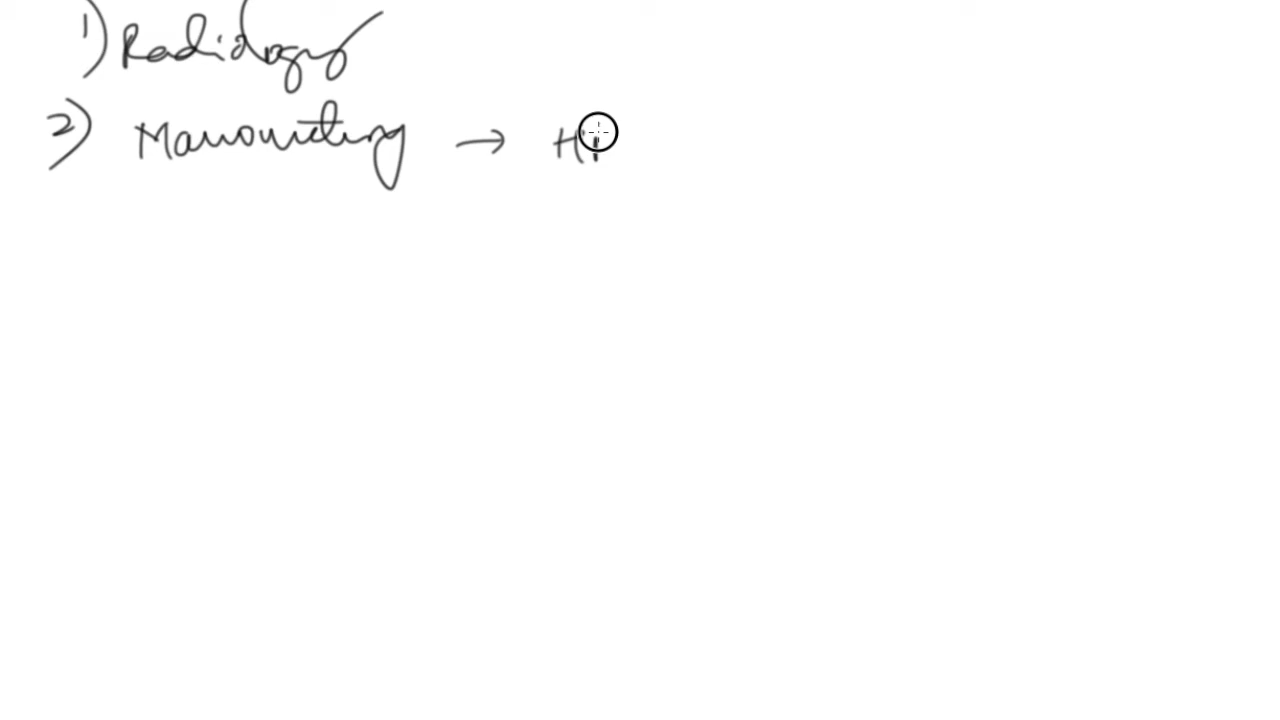 1) Radiology
2) Manometry → H